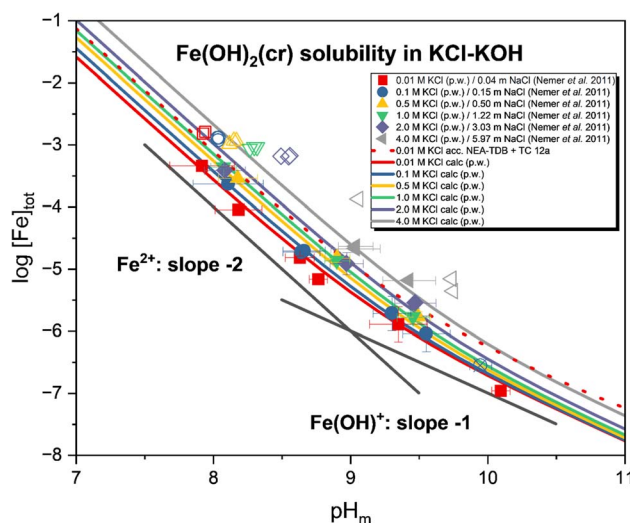 Fe(OH)2(cr) solubility in KCl-KOH
0.01 M KCl (p.w.) / 0.04 m NaCl (Nemer et al. 2011)
0.1 M KCl (p.w.) / 0.15 m NaCl (Nemer et al. 2011)
0.5 M KCl (p.w.) / 0.50 m NaCl (Nemer et al. 2011)
1.0 M KCl (p.w.) / 1.22 m NaCl (Nemer et al. 2011)
2.0 M KCl (p.w.) / 3.03 m NaCl (Nemer et al. 2011)
4.0 M KCl (p.w.) / 5.97 m NaCl (Nemer et al. 2011)
0.01 M KCl acc. NEA-TDB + TC 12a
0.01 M KCl calc (p.w.)
0.1 M KCl calc (p.w.)
0.5 M KCl calc (p.w.)
1.0 M KCl calc (p.w.)
2.0 M KCl calc (p.w.)
4.0 M KCl calc (p.w.)
−1
−2
−3
−4
−5
−6
−7
−8
log [Fe]tot
Fe2+: slope -2
Fe(OH)+: slope -1
7
8
9
10
11
pHm